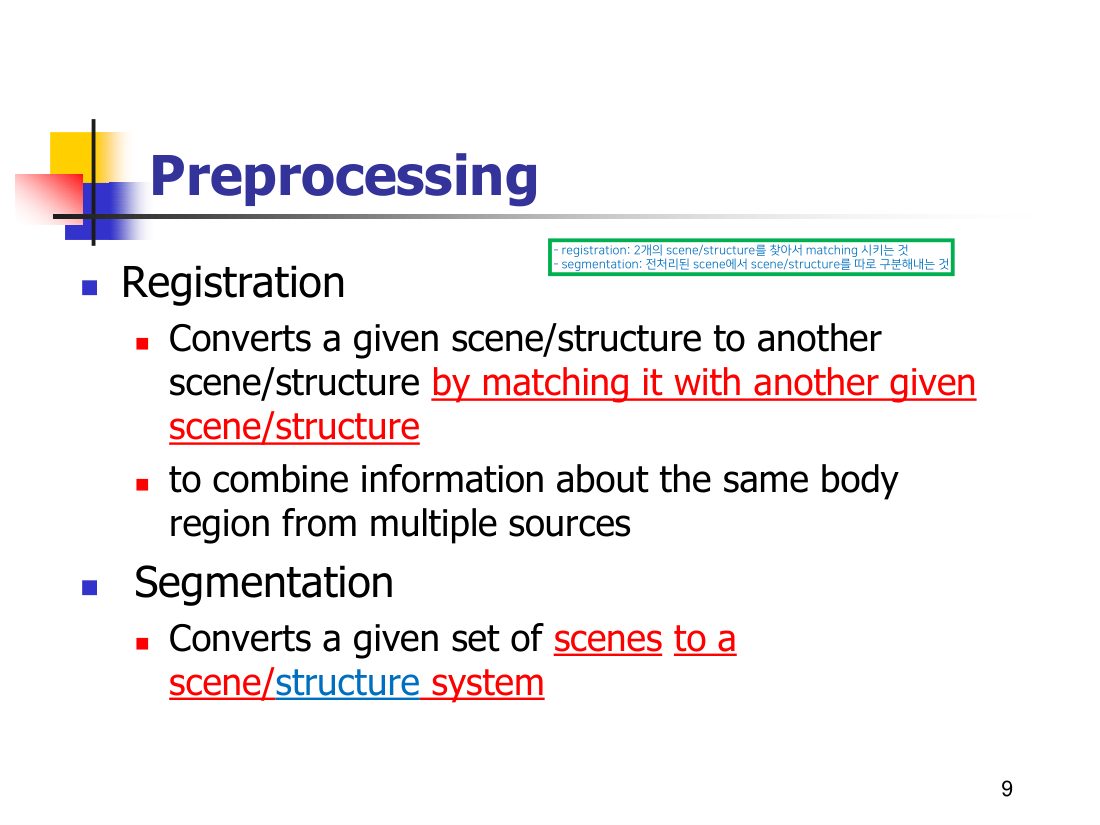 Preprocessing
- registration: 2개의 scene/structure를 찾아서 matching 시키는 것
- segmentation: 전처리된 scene에서 scene/structure를 따로 구분해내는 것
Registration
Converts a given scene/structure to another
scene/structure by matching it with another given
scene/structure
to combine information about the same body
region from multiple sources
Segmentation
Converts a given set of scenes to a
scene/structure system
9